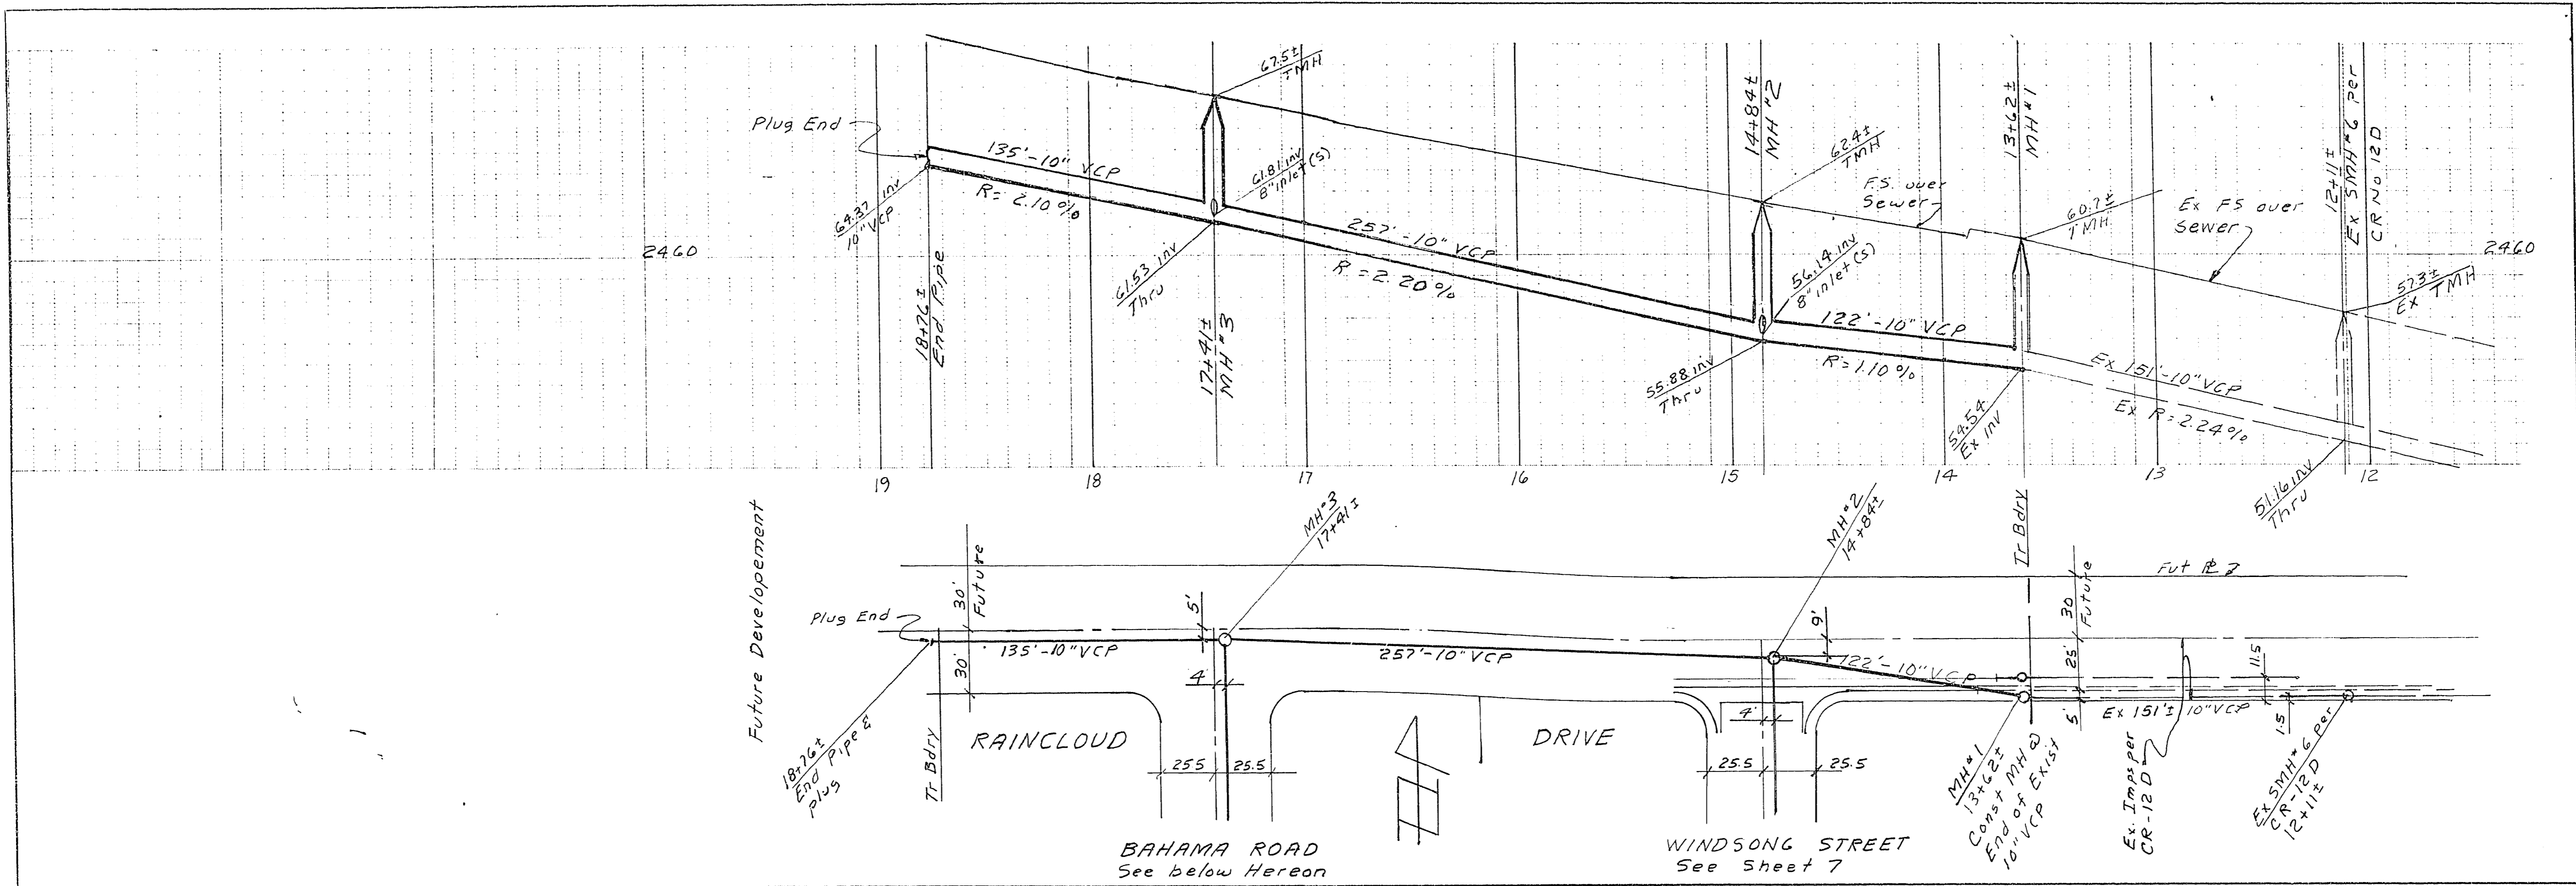 Plug End
135'-10" VCP
R= 2.10%
64.37 inv
10" VCP
2460
18+76±
End Pipe
67.5±
TMH
61.81 inv
8" inlet (S)
61.53 inv
Thru
17+41±
MH #3
257'-10" VCP
R= 2.20%
14+84±
MH #2
62.4±
TMH
56.14 inv
8" inlet (S)
55.88 inv
Thru
F.S. over
Sewer
122'-10" VCP
R=1.10%
13+62±
MH #1
60.7±
TMH
54.54
Ex inv
Ex FS over
Sewer
Ex 151'-10" VCP
Ex R=2.24%
12+11±
Ex SMH #6 per
CR No 12D
2460
57.3±
Ex TMH
51.16 inv
Thru
19
18
17
16
15
14
13
12
Future Developement
Plug End
30'
Future
30'
135'-10" VCP
18+76±
End Pipe &
plug
Tr Bdry
RAINCLOUD
5'
4'
MH #3
17+41±
25.5
25.5
BAHAMA ROAD
See below Hereon
257'-10" VCP
DRIVE
MH #2
14+84±
9'
4'
25.5
25.5
WINDSONG STREET
See Sheet 7
122'-10" VCP
Tr Bdry
30
Future
25'
5'
Fut
11.5
1.5
Ex 151'± 10" VCP
MH #1
13+62±
Const MH @
End of Exist
10" VCP
Ex. Imps per
CR-12D
Ex SMH #6 per
CR-12D
12+11±